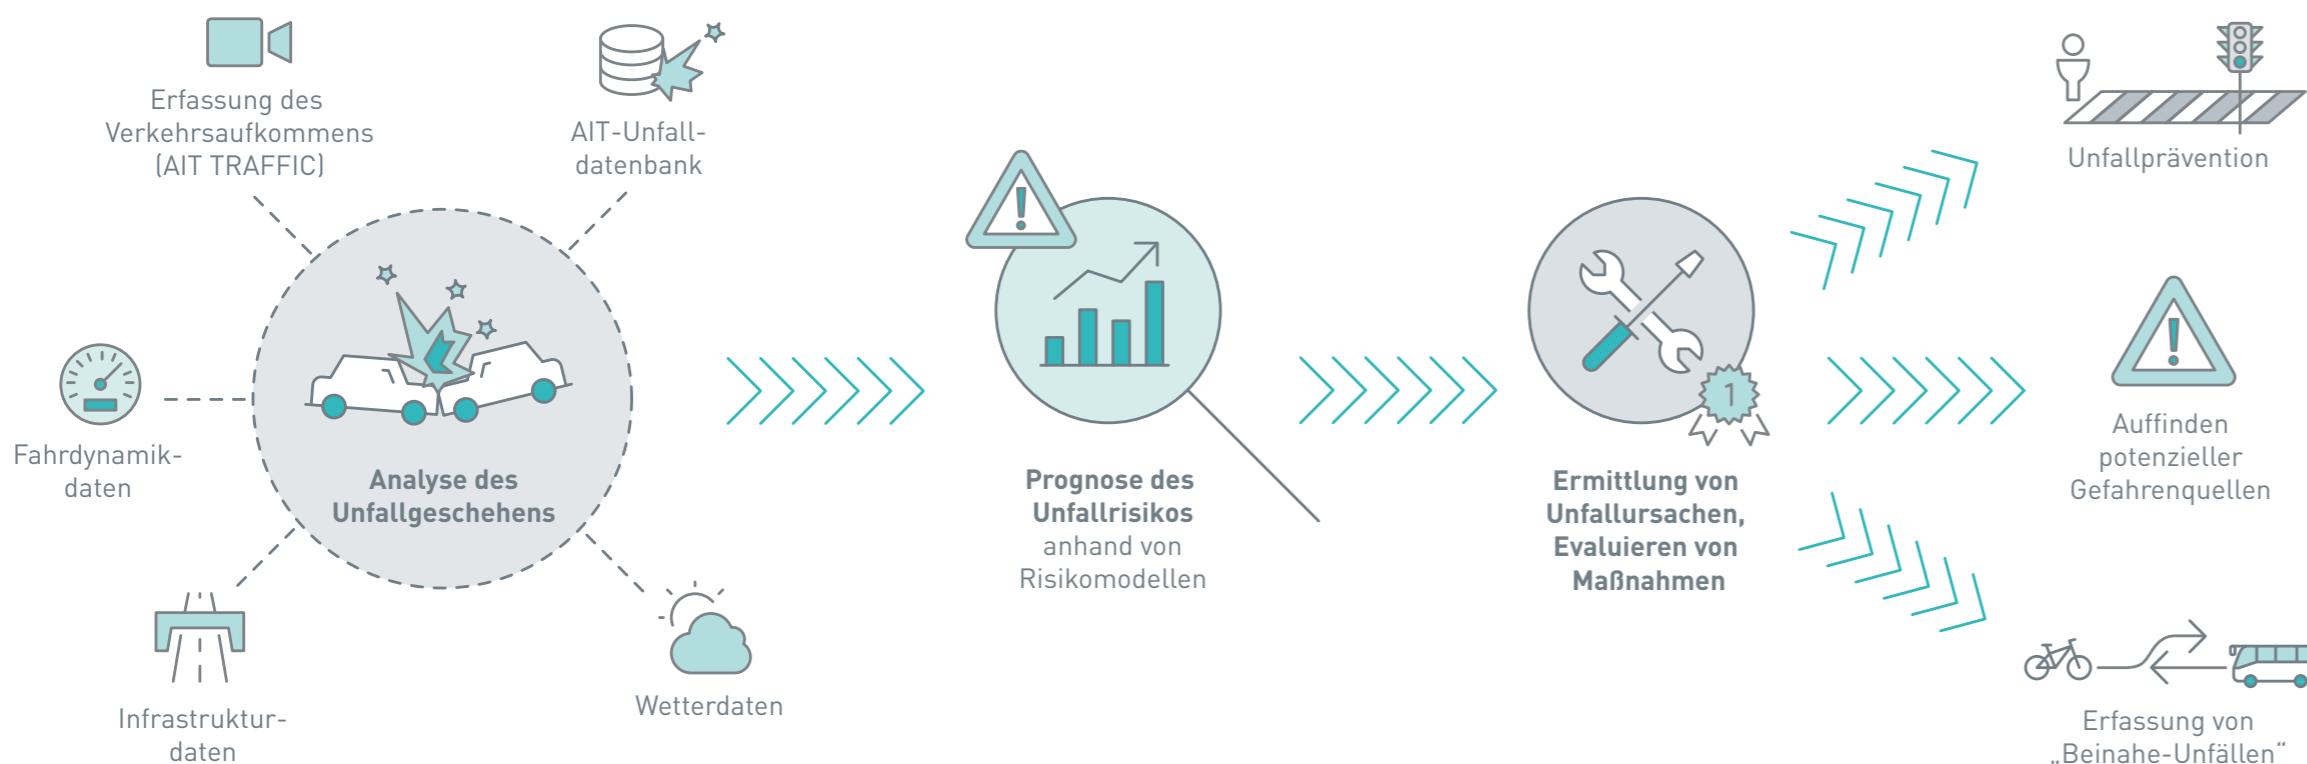 Erfassung des
Verkehrsaufkommens
(AIT TRAFFIC)
AIT-Unfall-
datenbank
Fahrdynamik-
daten
Analyse des
Unfallgeschehens
Infrastruktur-
daten
Wetterdaten
Prognose des
Unfallrisikos
anhand von
Risikomodellen
1
Ermittlung von
Unfallursachen,
Evaluieren von
Maßnahmen
Unfallprävention
Auffinden
potenzieller
Gefahrenquellen
Erfassung von
„Beinahe-Unfällen“